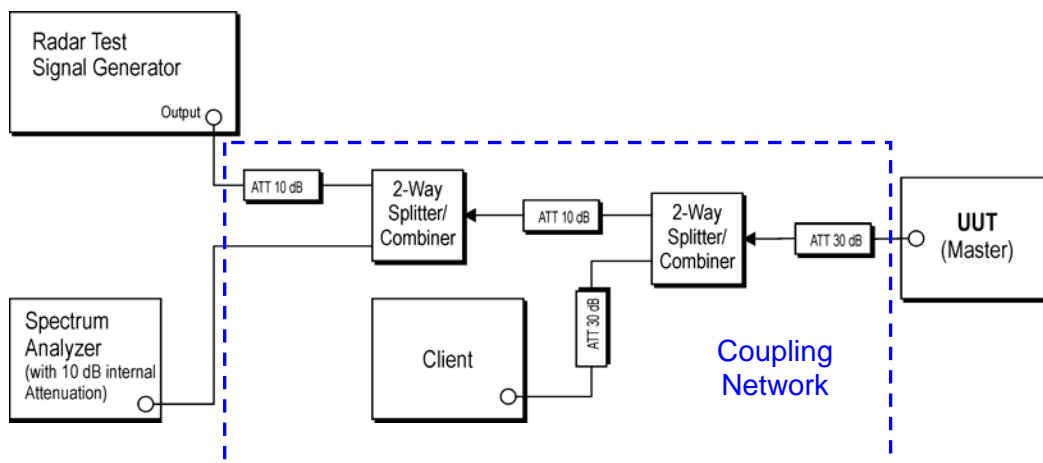 Radar Test
Signal Generator
Output
ATT 10 dB
2-Way
Splitter/
Combiner
ATT 10 dB
2-Way
Splitter/
Combiner
ATT 30 dB
UUT
(Master)
Spectrum
Analyzer
(with 10 dB internal
Attenuation)
Client
ATT 30 dB
Coupling
Network